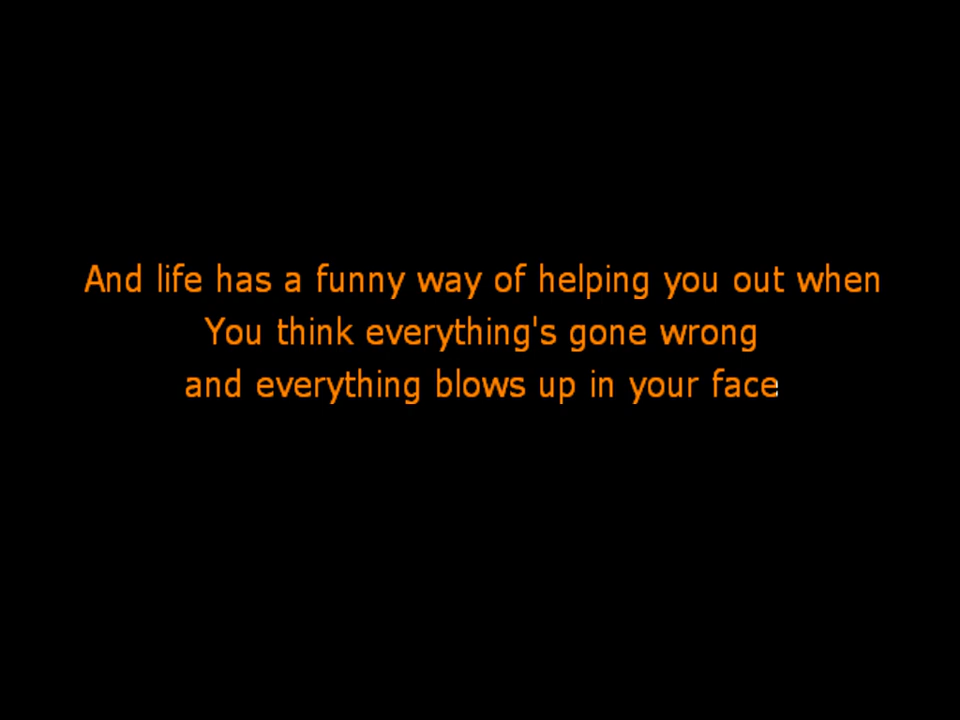 And life has a funny way of helping you out when
You think everything's gone wrong
and everything blows up in your face